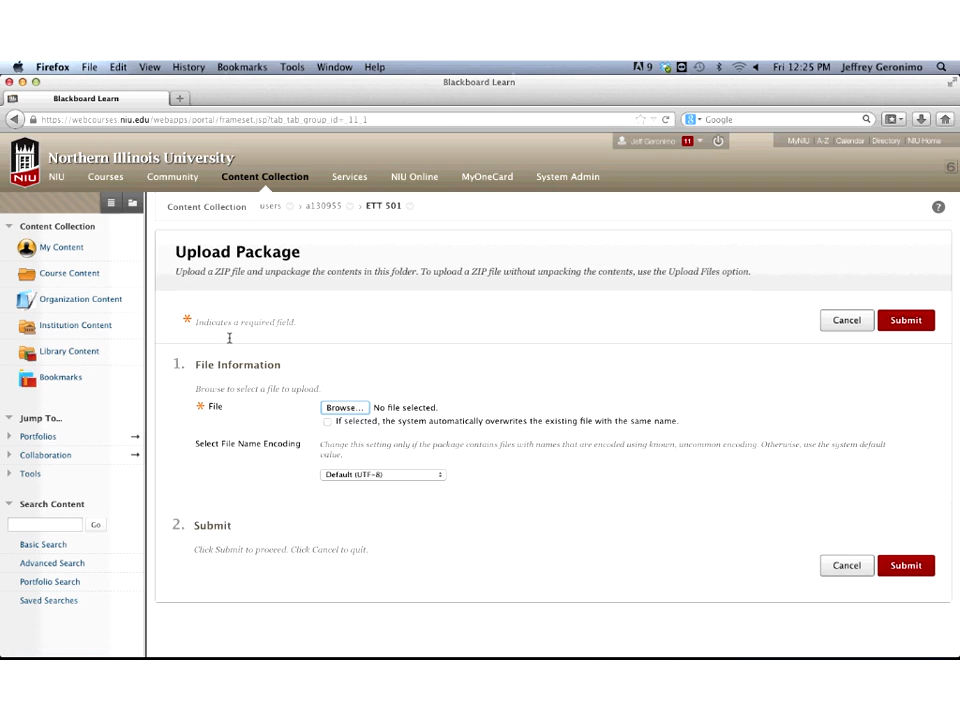 Firefox File Edit View History Bookmarks Tools Window Help 9 Fri 12:25 PM Jeffrey Geronimo
Blackboard Learn
Blackboard Learn +
https://webcourses.niu.edu/webapps/portal/frameset.jsp?tab_tab_group_id=_11_1 Google
Jeff Geronimo 11 MyNIU A-Z Calendar Directory NIU Home
Northern Illinois University
NIU
NIU Courses Community Content Collection Services NIU Online MyOneCard System Admin
Content Collection users > a130955 > ETT 501 ?
Content Collection
My Content
Course Content
Organization Content
Institution Content
Library Content
Bookmarks
Jump To...
Portfolios
Collaboration
Tools
Search Content
Go
Basic Search
Advanced Search
Portfolio Search
Saved Searches
Upload Package
Upload a ZIP file and unpackage the contents in this folder. To upload a ZIP file without unpacking the contents, use the Upload Files option.
* Indicates a required field.
Cancel Submit
1. File Information
Browse to select a file to upload.
* File Browse... No file selected.
If selected, the system automatically overwrites the existing file with the same name.
Select File Name Encoding Change this setting only if the package contains files with names that are encoded using known, uncommon encoding. Otherwise, use the system default
value.
Default (UTF-8)
2. Submit
Click Submit to proceed. Click Cancel to quit.
Cancel Submit